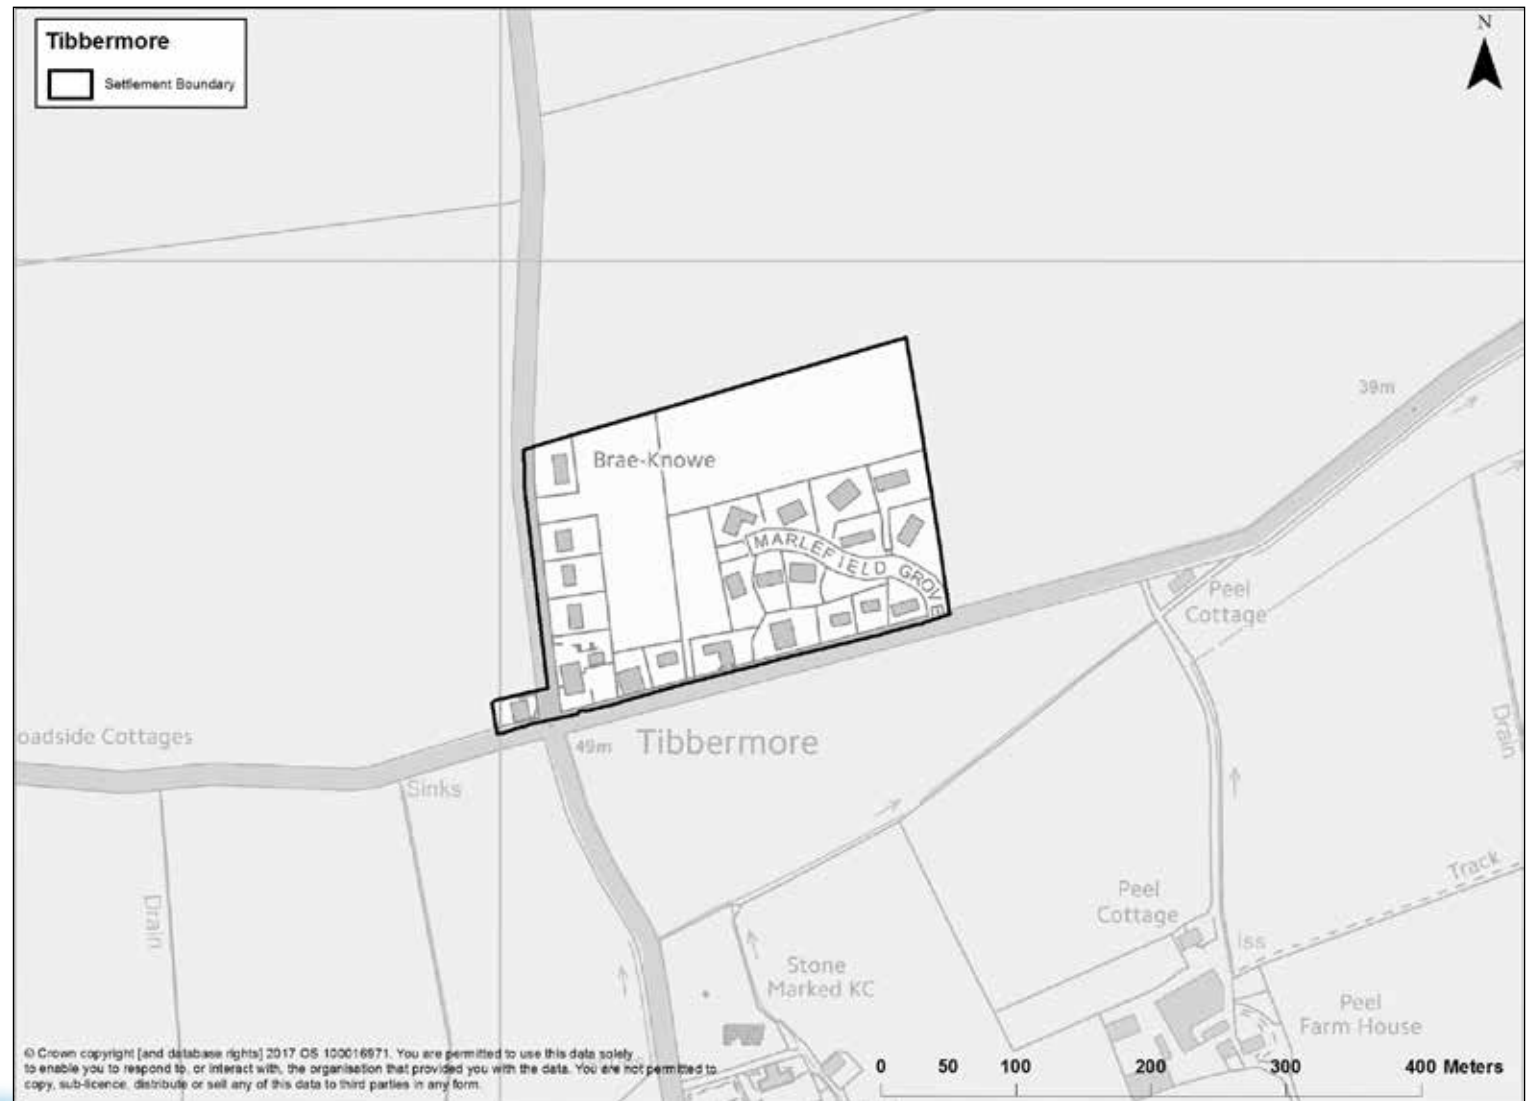 Tibbermore
Settlement Boundary
N
39m
Brae-Knowe
MARLEFIELD GROVE
Peel
Cottage
oadside Cottages
49m
Tibbermore
Drain
Sinks
Track
Peel
Cottage
Drain
Iss
Stone
Marked KC
Peel
Farm House
PW
© Crown copyright [and database rights] 2017 OS 100016971. You are permitted to use this data solely
to enable you to respond to, or interact with, the organisation that provided you with the data. You are not permitted to
copy, sub-licence, distribute or sell any of this data to third parties in any form.
0 50 100 200 300 400 Meters